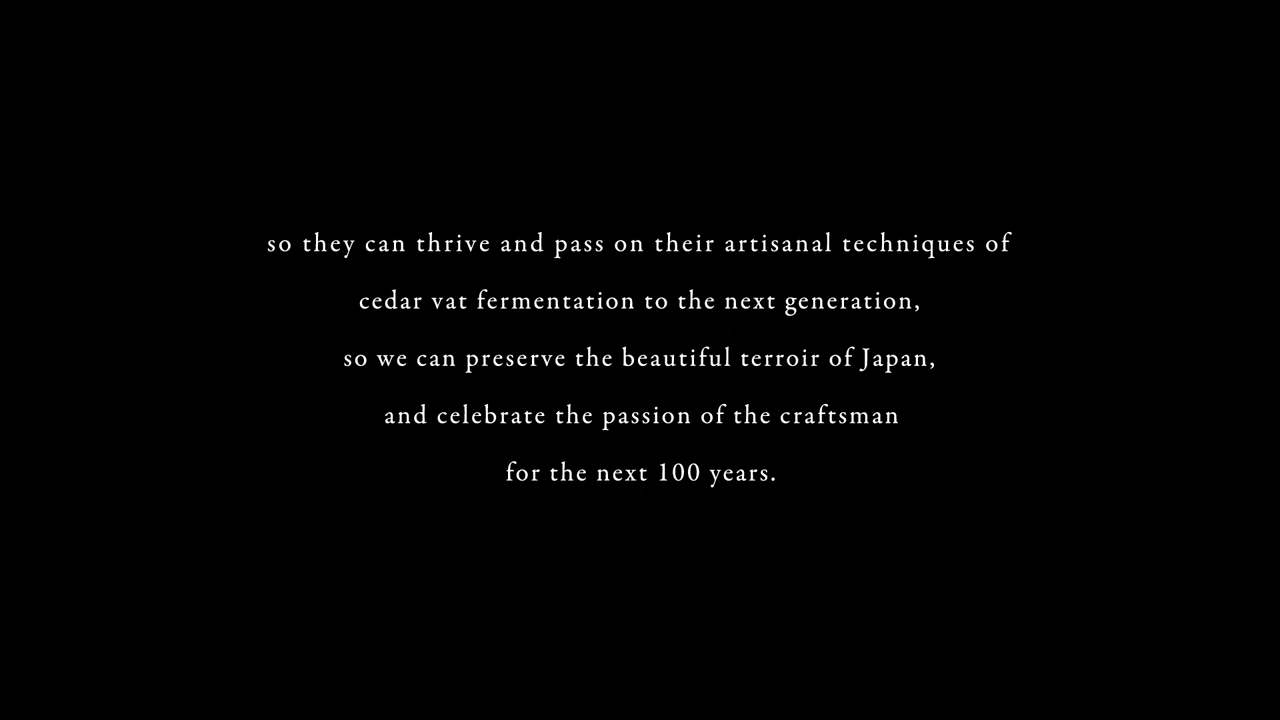 so they can thrive and pass on their artisanal techniques of
cedar vat fermentation to the next generation,
so we can preserve the beautiful terroir of Japan,
and celebrate the passion of the craftsman
for the next 100 years.